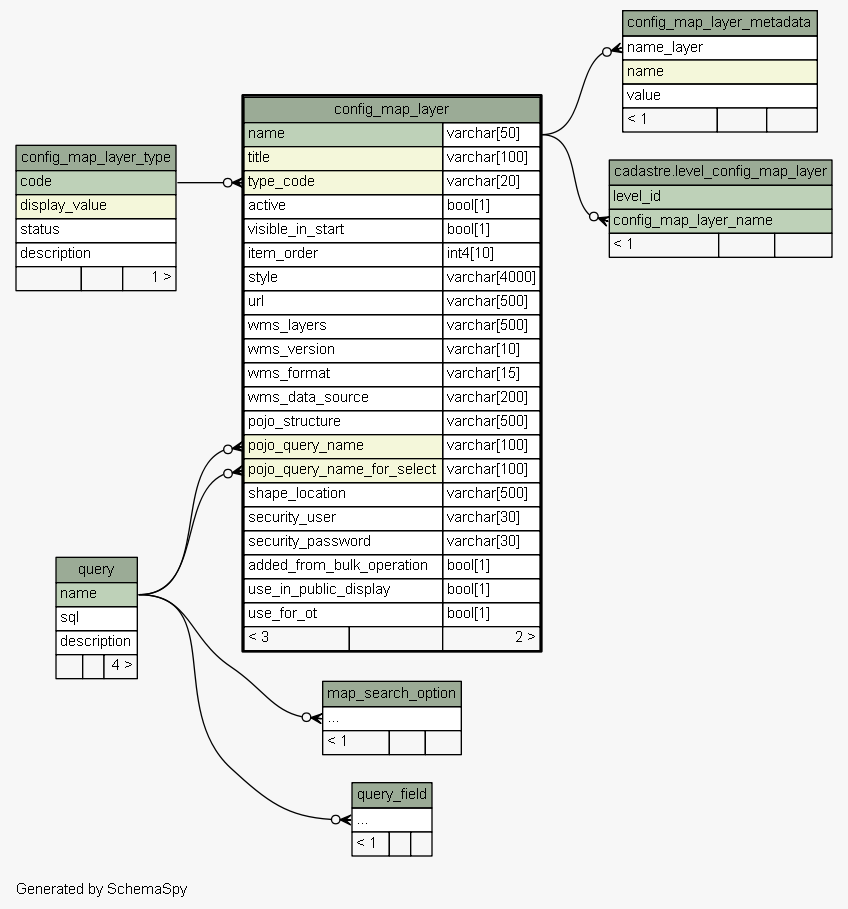 config_map_layer_metadata
name_layer
name
value
< 1
config_map_layer
name varchar[50]
title varchar[100]
type_code varchar[20]
active bool[1]
visible_in_start bool[1]
item_order int4[10]
style varchar[4000]
url varchar[500]
wms_layers varchar[500]
wms_version varchar[10]
wms_format varchar[15]
wms_data_source varchar[200]
pojo_structure varchar[500]
pojo_query_name varchar[100]
pojo_query_name_for_select varchar[100]
shape_location varchar[500]
security_user varchar[30]
security_password varchar[30]
added_from_bulk_operation bool[1]
use_in_public_display bool[1]
use_for_ot bool[1]
< 3 2 >
config_map_layer_type
code
display_value
status
description
1 >
cadastre.level_config_map_layer
level_id
config_map_layer_name
< 1
query
name
sql
description
4 >
map_search_option
...
< 1
query_field
...
< 1
Generated by SchemaSpy